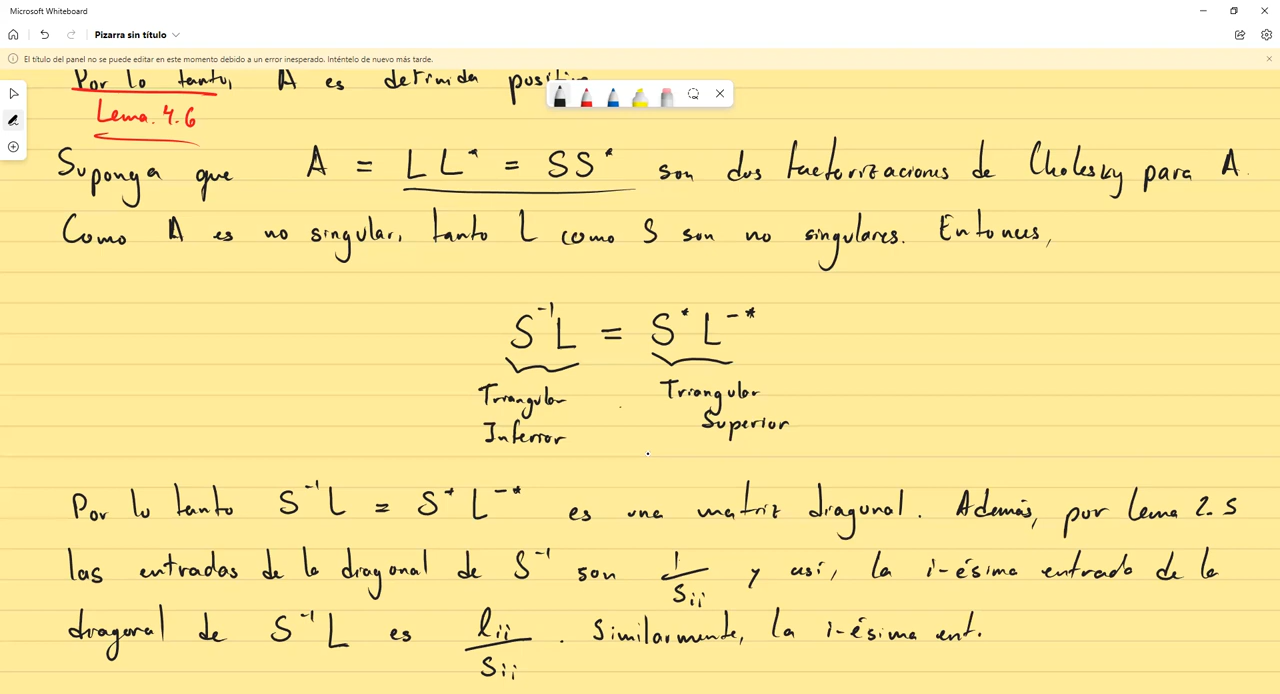 Microsoft Whiteboard
Pizarra sin título
El título del panel no se puede editar en este momento debido a un error inesperado. Inténtelo de nuevo más tarde.
Por lo tanto, A es definida posi
Lema. 4.6
Suponga que A = LL* = SS* son dos factorizaciones de Cholesky para A.
Como A es no singular, tanto L como S son no singulares. Entonces,
S⁻¹L = S*L⁻*
Triangular Inferior
Triangular Superior
Por lo tanto S⁻¹L = S*L⁻* es una matriz diagonal. Además, por Lema 2.5
las entradas de la diagonal de S⁻¹ son 1/Sᵢᵢ y así, la i-ésima entrada de la
diagonal de S⁻¹L es lᵢᵢ/Sᵢᵢ. Similarmente, la i-ésima ent.